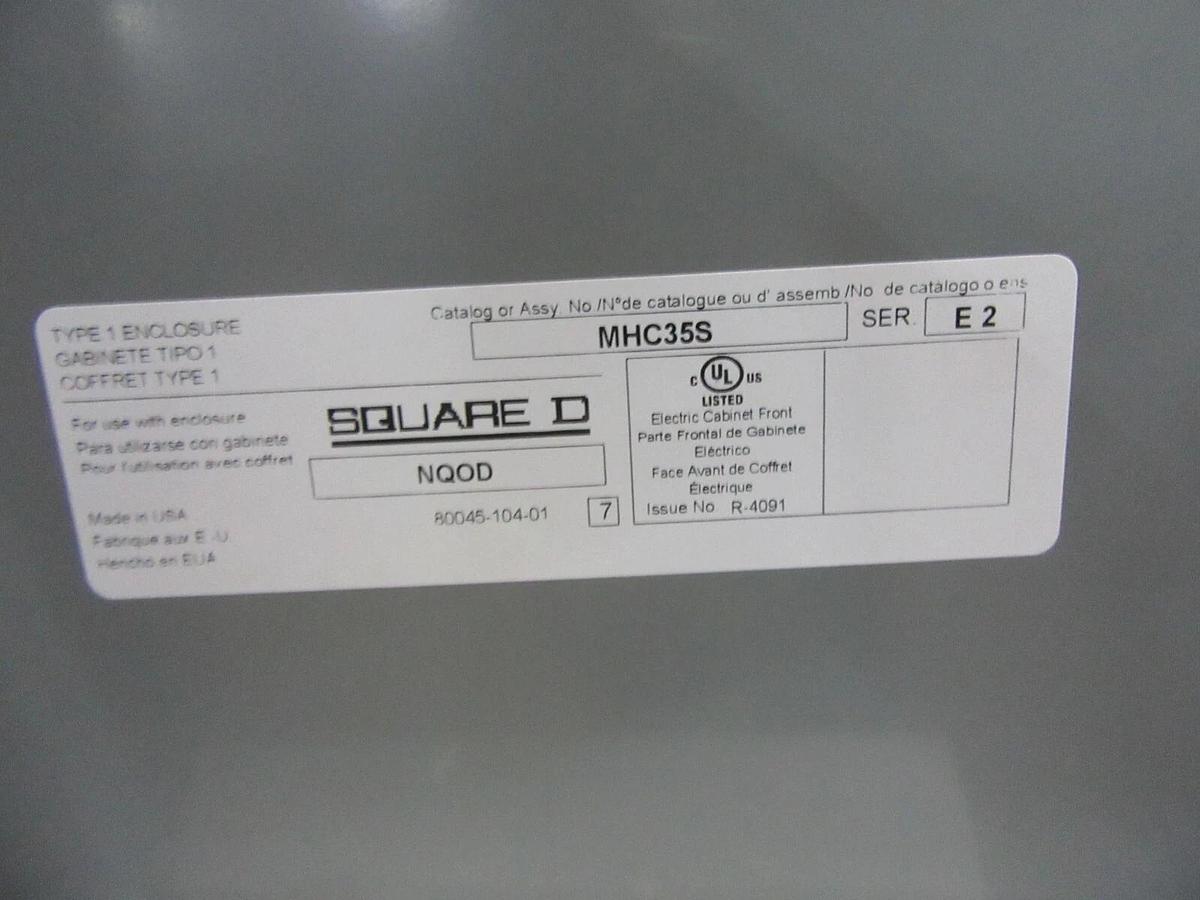 Catalog or Assy. No /N°de catalogue ou d' assemb /No de catálogo o ens
TYPE 1 ENCLOSURE
GABINETE TIPO 1
COFFRET TYPE 1
MHC35S
SER. E 2
For use with enclosure
Para utilizarse con gabinete
Pour l'utilisation avec coffret
SQUARE D
NQOD
80045-104-01
7
C UL US
LISTED
Electric Cabinet Front
Parte Frontal de Gabinete
Eléctrico
Face Avant de Coffret
Électrique
Issue No R-4091
Made in USA
Fabrique aux E.-U.
Hencho en EUA